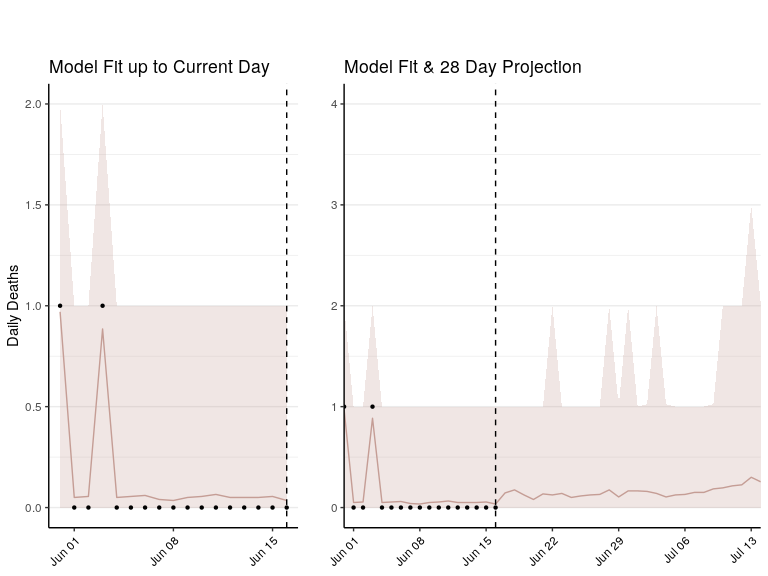 Model Fit up to Current Day
Model Fit & 28 Day Projection
Daily Deaths
2.0
1.5
1.0
0.5
0.0
Jun 01
Jun 08
Jun 15
4
3
2
1
0
Jun 01
Jun 08
Jun 15
Jun 22
Jun 29
Jul 06
Jul 13